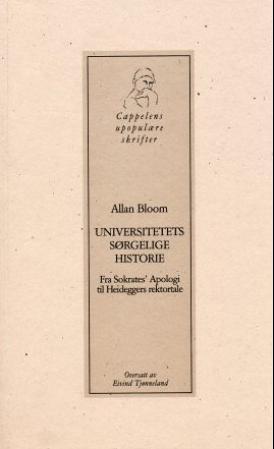 Cappelens
upopulære
skrifter
Allan Bloom
UNIVERSITETETS
SØRGELIGE
HISTORIE
Fra Sokrates' Apologi
til Heideggers rektortale
Oversatt av
Eivind Tjønneland